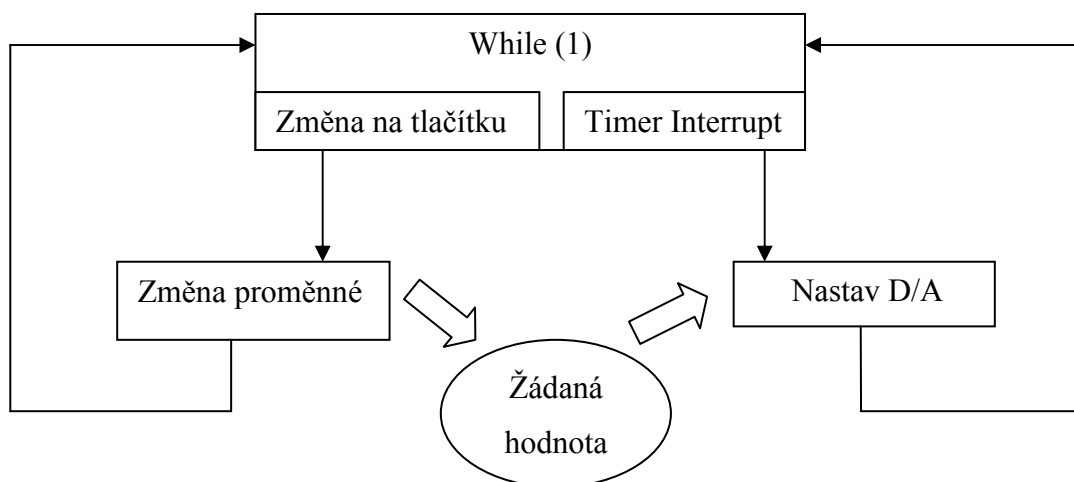 While (1)
Změna na tlačítku
Timer Interrupt
Změna proměnné
Nastav D/A
Žádaná
hodnota